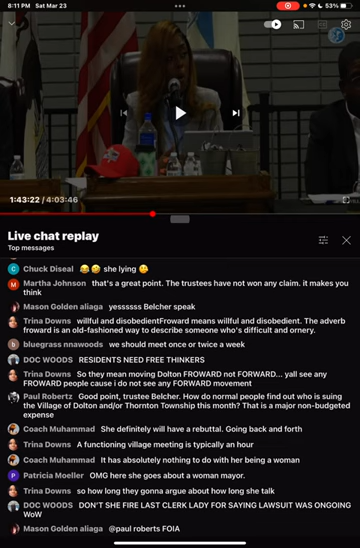 8:11 PM Sat Mar 23
53%
1:43:22 / 4:03:46
Live chat replay
Top messages
Chuck Diseal 😂🤣 she lying 😋
M Martha Johnson that's a great point. The trustees have not won any claim. it makes you
think
Mason Golden aliaga yessssss Belcher speak
Trina Downs willful and disobedientFroward means willful and disobedient. The adverb
froward is an old-fashioned way to describe someone who's difficult and ornery.
b bluegrass nnawoods we should meet once or twice a week
DOC WOODS RESIDENTS NEED FREE THINKERS
Trina Downs So they mean moving Dolton FROWARD not FORWARD... yall see any
FROWARD people cause i do not see any FORWARD movement
Paul Robertz Good point, trustee Belcher. How do normal people find out who is suing
the Village of Dolton and/or Thornton Township this month? That is a major non-budgeted
expense
Coach Muhammad She definitely will have a rebuttal. Going back and forth
Trina Downs A functioning village meeting is typically an hour
Coach Muhammad It has absolutely nothing to do with her being a woman
P Patricia Moeller OMG here she goes about a woman mayor.
Trina Downs so how long they gonna argue about how long she talk
DOC WOODS DON'T SHE FIRE LAST CLERK LADY FOR SAYING LAWSUIT WAS ONGOING
WoW
Mason Golden aliaga @paul roberts FOIA